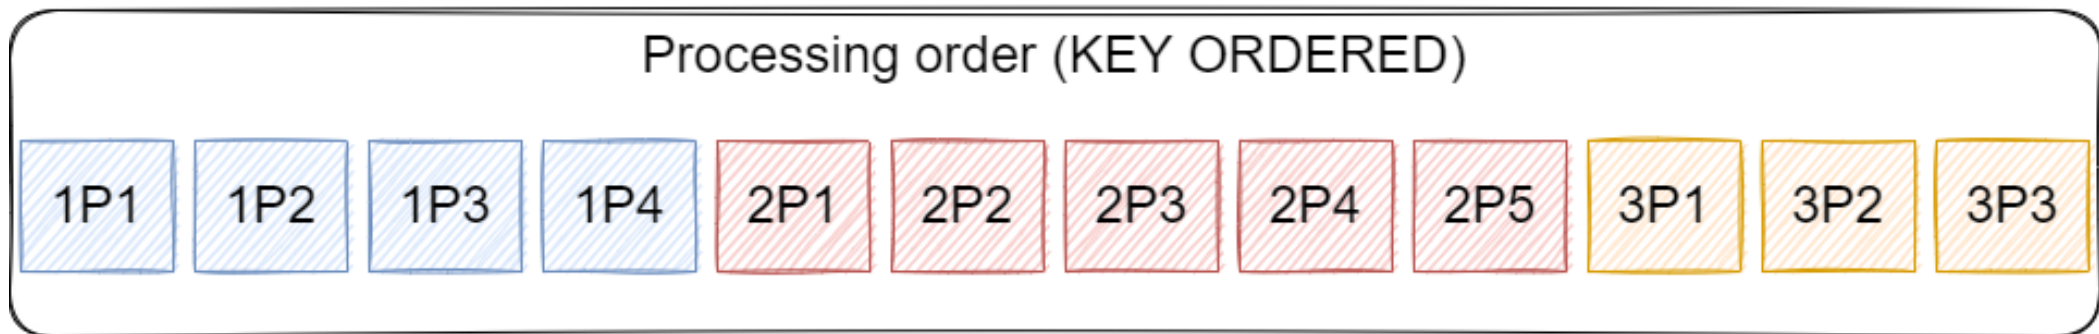 Processing order (KEY ORDERED)
1P1 1P2 1P3 1P4 2P1 2P2 2P3 2P4 2P5 3P1 3P2 3P3